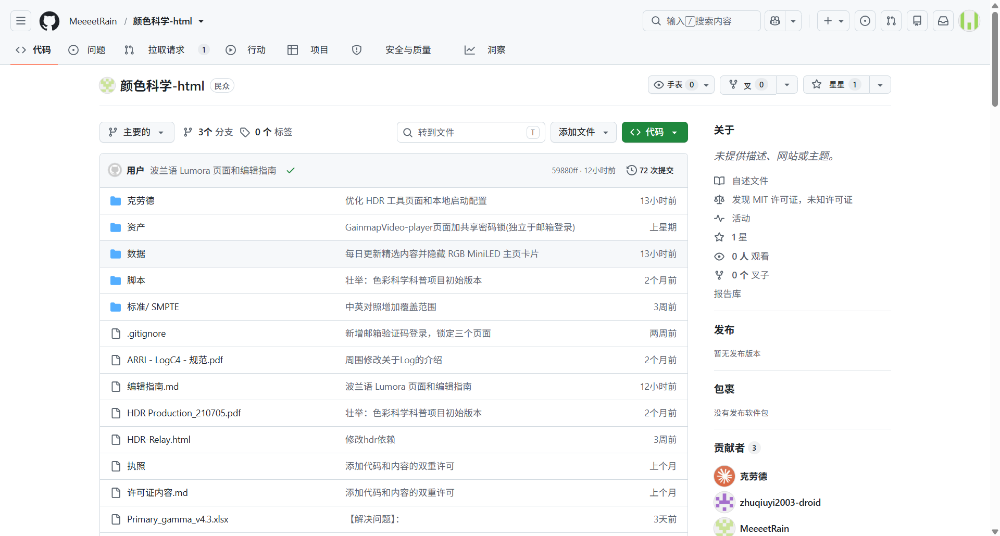 MeeeetRain / 颜色科学-html
输入/搜索内容
代码 问题 拉取请求 1 行动 项目 安全与质量 洞察
颜色科学-html 民众
手表 0 叉 0 星星 1
主要的 3个 分支 0 个 标签
转到文件 T 添加文件 代码
用户 波兰语 Lumora 页面和编辑指南 59880ff · 12小时前 72 次提交
克劳德 优化 HDR 工具页面和本地启动配置 13小时前
资产 GainmapVideo-player页面加共享密码锁(独立于邮箱登录) 上星期
数据 每日更新精选内容并隐藏 RGB MiniLED 主页卡片 13小时前
脚本 壮举：色彩科学科普项目初始版本 2个月前
标准/ SMPTE 中英对照增加覆盖范围 3周前
.gitignore 新增邮箱验证码登录，锁定三个页面 两周前
ARRI - LogC4 - 规范.pdf 周围修改关于Log的介绍 2个月前
编辑指南.md 波兰语 Lumora 页面和编辑指南 12小时前
HDR Production_210705.pdf 壮举：色彩科学科普项目初始版本 2个月前
HDR-Relay.html 修改hdr依赖 3周前
执照 添加代码和内容的双重许可 上个月
许可证内容.md 添加代码和内容的双重许可 上个月
Primary_gamma_v4.3.xlsx 【解决问题】： 3天前
关于
未提供描述、网站或主题。
自述文件
发现 MIT 许可证，未知许可证
活动
1 星
0 人 观看
0 个 叉子
报告库
发布
暂无发布版本
包裹
没有发布软件包
贡献者 3
克劳德
zhuqiuyi2003-droid
MeeeetRain